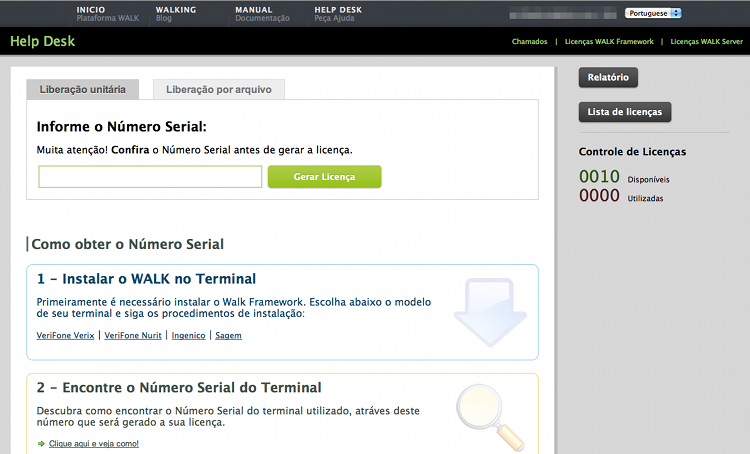 INICIO
Plataforma WALK
WALKING
Blog
MANUAL
Documentação
HELP DESK
Peça Ajuda
Portuguese
Help Desk
Chamados | Licenças WALK Framework | Licenças WALK Server
Liberação unitária
Liberação por arquivo
Informe o Número Serial:
Muita atenção! Confira o Número Serial antes de gerar a licença.
Gerar Licença
Relatório
Lista de licenças
Controle de Licenças
0010 Disponíveis
0000 Utilizadas
Como obter o Número Serial
1 - Instalar o WALK no Terminal
Primeiramente é necessário instalar o Walk Framework. Escolha abaixo o modelo
de seu terminal e siga os procedimentos de instalação:
VeriFone Verix | VeriFone Nurit | Ingenico | Sagem
2 - Encontre o Número Serial do Terminal
Descubra como encontrar o Número Serial do terminal utilizado, atráves deste
número que será gerado a sua licença.
Clique aqui e veja como!